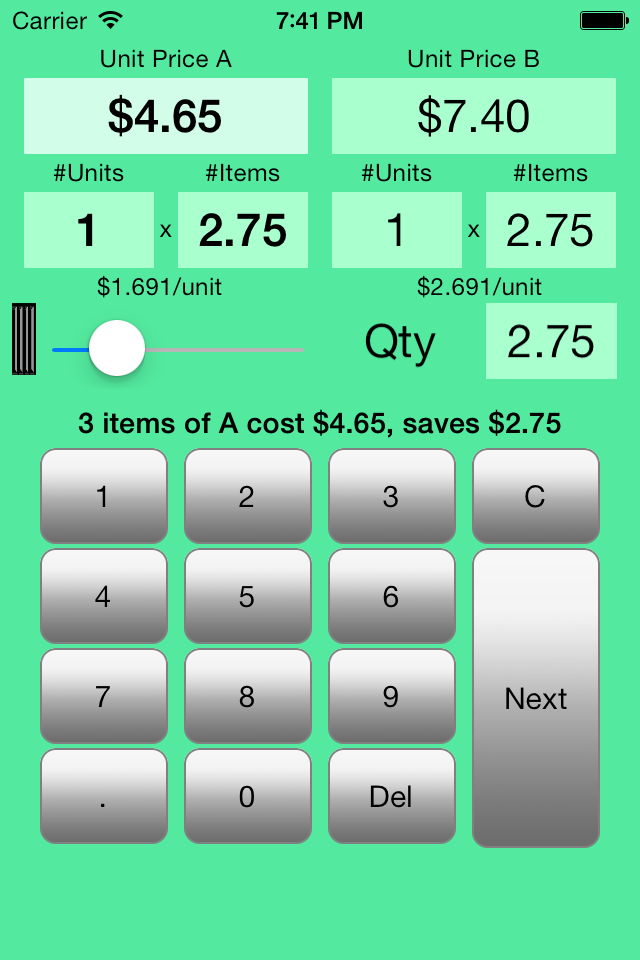 Carrier 7:41 PM
Unit Price A Unit Price B
$4.65 $7.40
#Units #Items #Units #Items
1 x 2.75 1 x 2.75
$1.691/unit $2.691/unit
Qty 2.75
3 items of A cost $4.65, saves $2.75
1 2 3 C
4 5 6
7 8 9 Next
. 0 Del